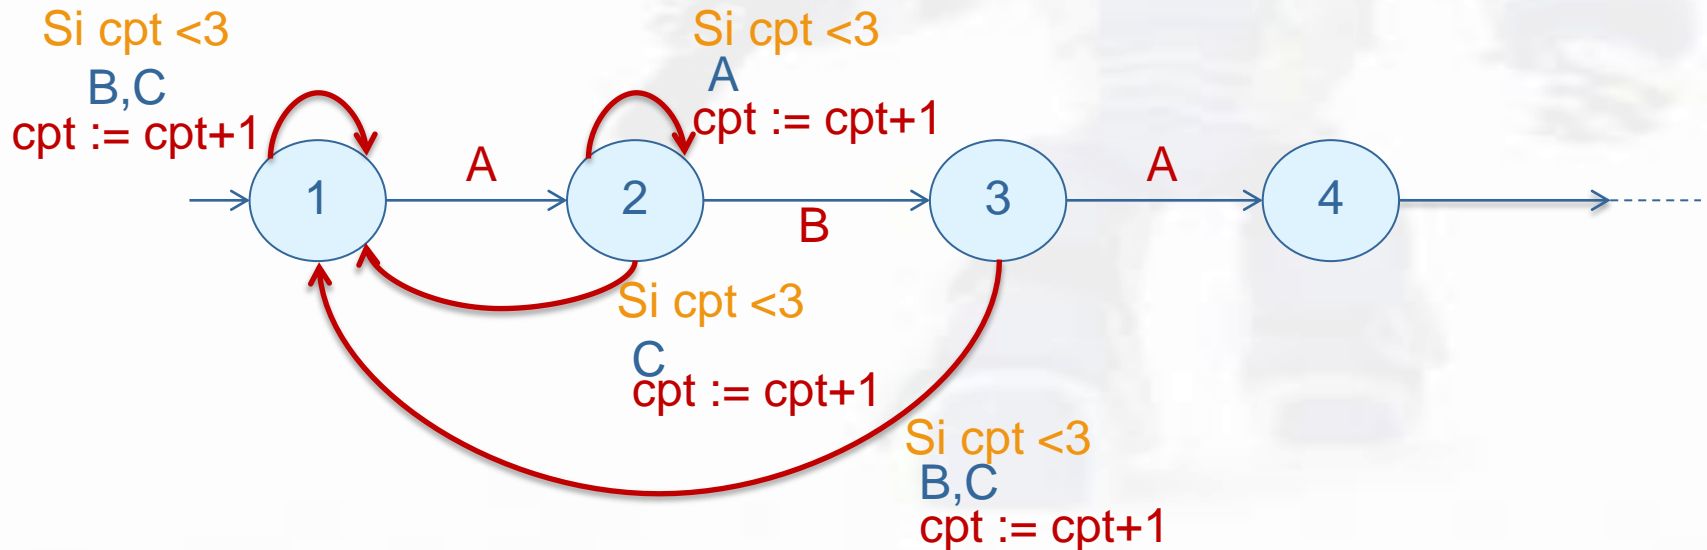 Si cpt <3
B,C
cpt := cpt+1
Si cpt <3
A
cpt := cpt+1
1
A
2
B
3
A
4
Si cpt <3
C
cpt := cpt+1
Si cpt <3
B,C
cpt := cpt+1